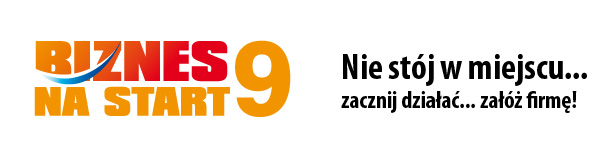 BIZNES
NA START 9
Nie stój w miejscu...
zacznij działać... załóż firmę!